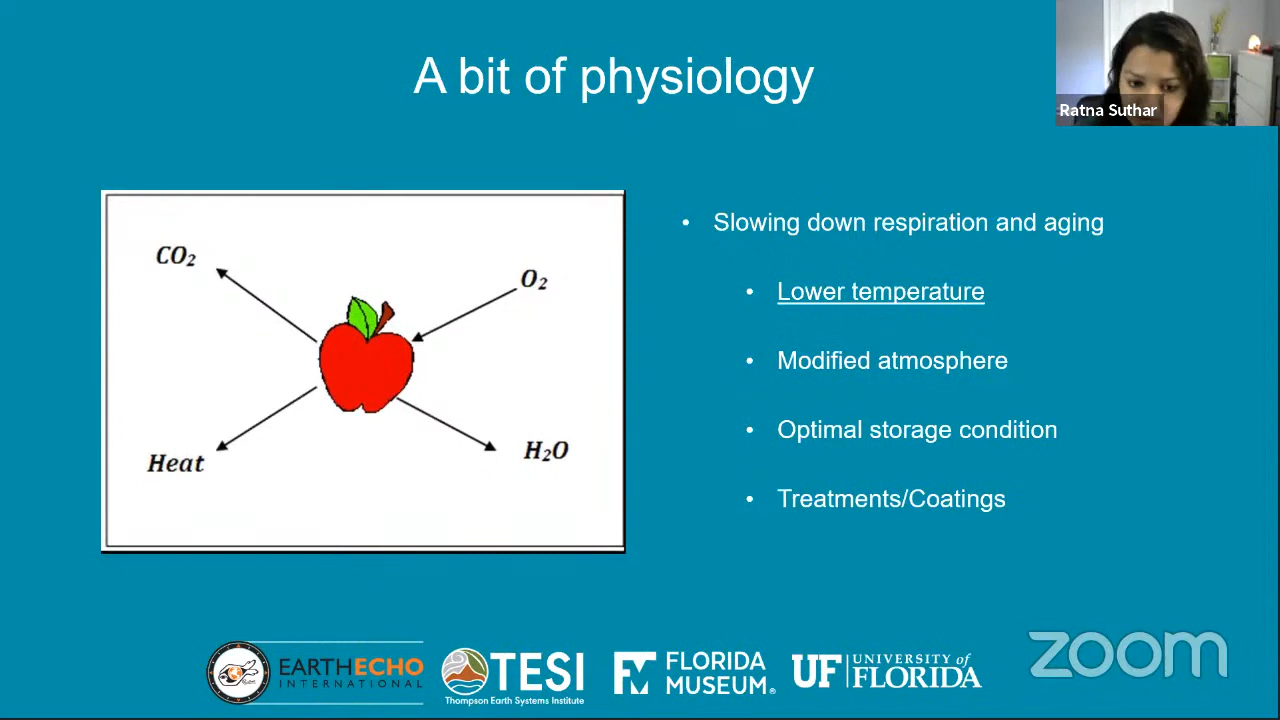 A bit of physiology
Ratna Suthar
CO₂
O₂
Heat
H₂O
• Slowing down respiration and aging
• Lower temperature
• Modified atmosphere
• Optimal storage condition
• Treatments/Coatings
EARTHECHO
INTERNATIONAL
TESI
Thompson Earth Systems Institute
FLORIDA
MUSEUM®
UF UNIVERSITY of
FLORIDA
zoom